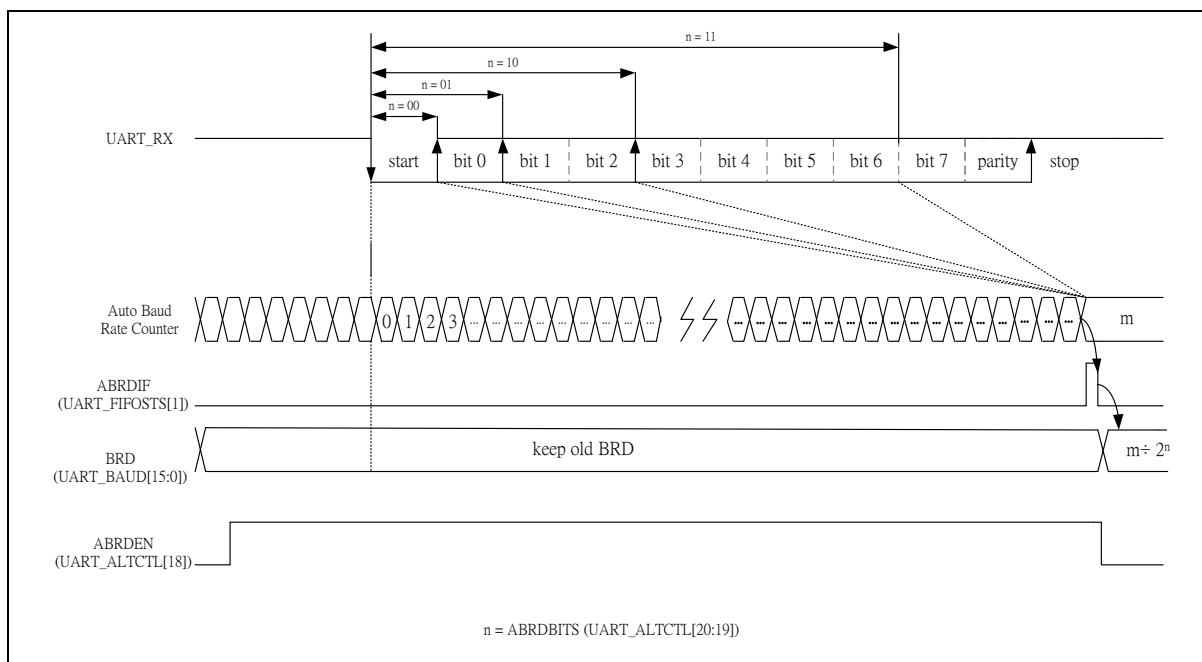 n = 11
n = 10
n = 01
n = 00
UART_RX
start bit 0 bit 1 bit 2 bit 3 bit 4 bit 5 bit 6 bit 7 parity stop
Auto Baud
Rate Counter
0 1 2 3 ... ... ... ... ... ... ... ... ... ... ... ... ... ... ... ... ... ... ... ... ... m
ABRDIF
(UART_FIFOSTS[1])
BRD
(UART_BAUD[15:0])
keep old BRD
m÷ 2ⁿ
ABRDEN
(UART_ALTCTL[18])
n = ABRDBITS (UART_ALTCTL[20:19])